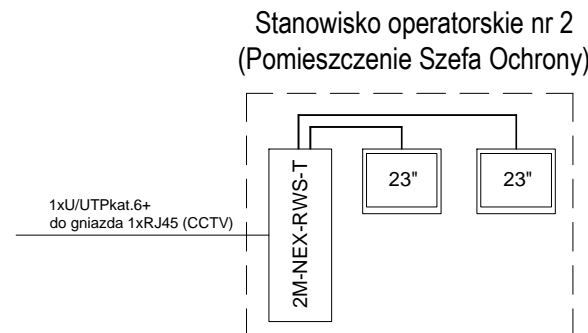 Stanowisko operatorskie nr 2
(Pomieszczenie Szefa Ochrony)
1xU/UTPkat.6+
do gniazda 1xRJ45 (CCTV)
2M-NEX-RWS-T
23"
23"